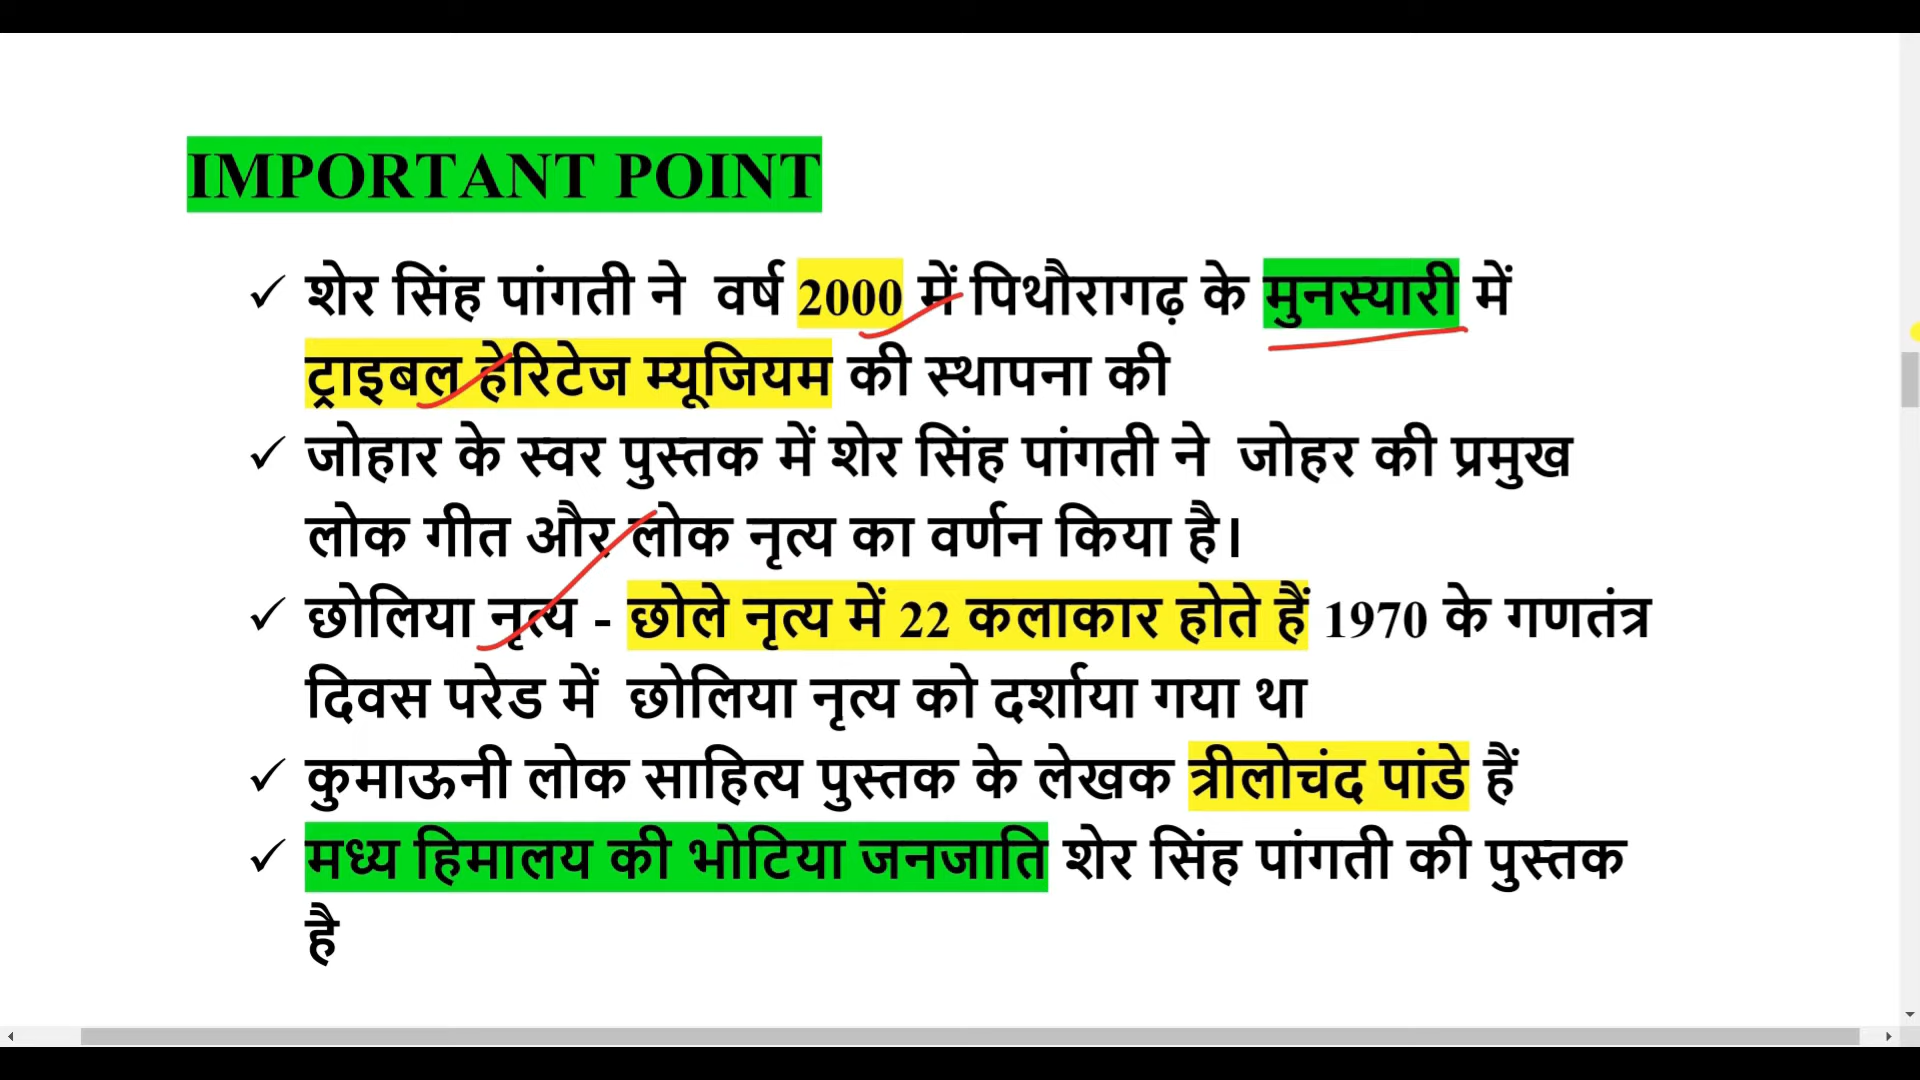 IMPORTANT POINT
✓ शेर सिंह पांगती ने वर्ष 2000 में पिथौरागढ़ के मुनस्यारी में
ट्राइबल हेरिटेज म्यूजियम की स्थापना की
✓ जोहार के स्वर पुस्तक में शेर सिंह पांगती ने जोहर की प्रमुख
लोक गीत और लोक नृत्य का वर्णन किया है।
✓ छोलिया नृत्य - छोले नृत्य में 22 कलाकार होते हैं 1970 के गणतंत्र
दिवस परेड में छोलिया नृत्य को दर्शाया गया था
✓ कुमाऊनी लोक साहित्य पुस्तक के लेखक त्रीलोचंद पांडे हैं
✓ मध्य हिमालय की भोटिया जनजाति शेर सिंह पांगती की पुस्तक
है